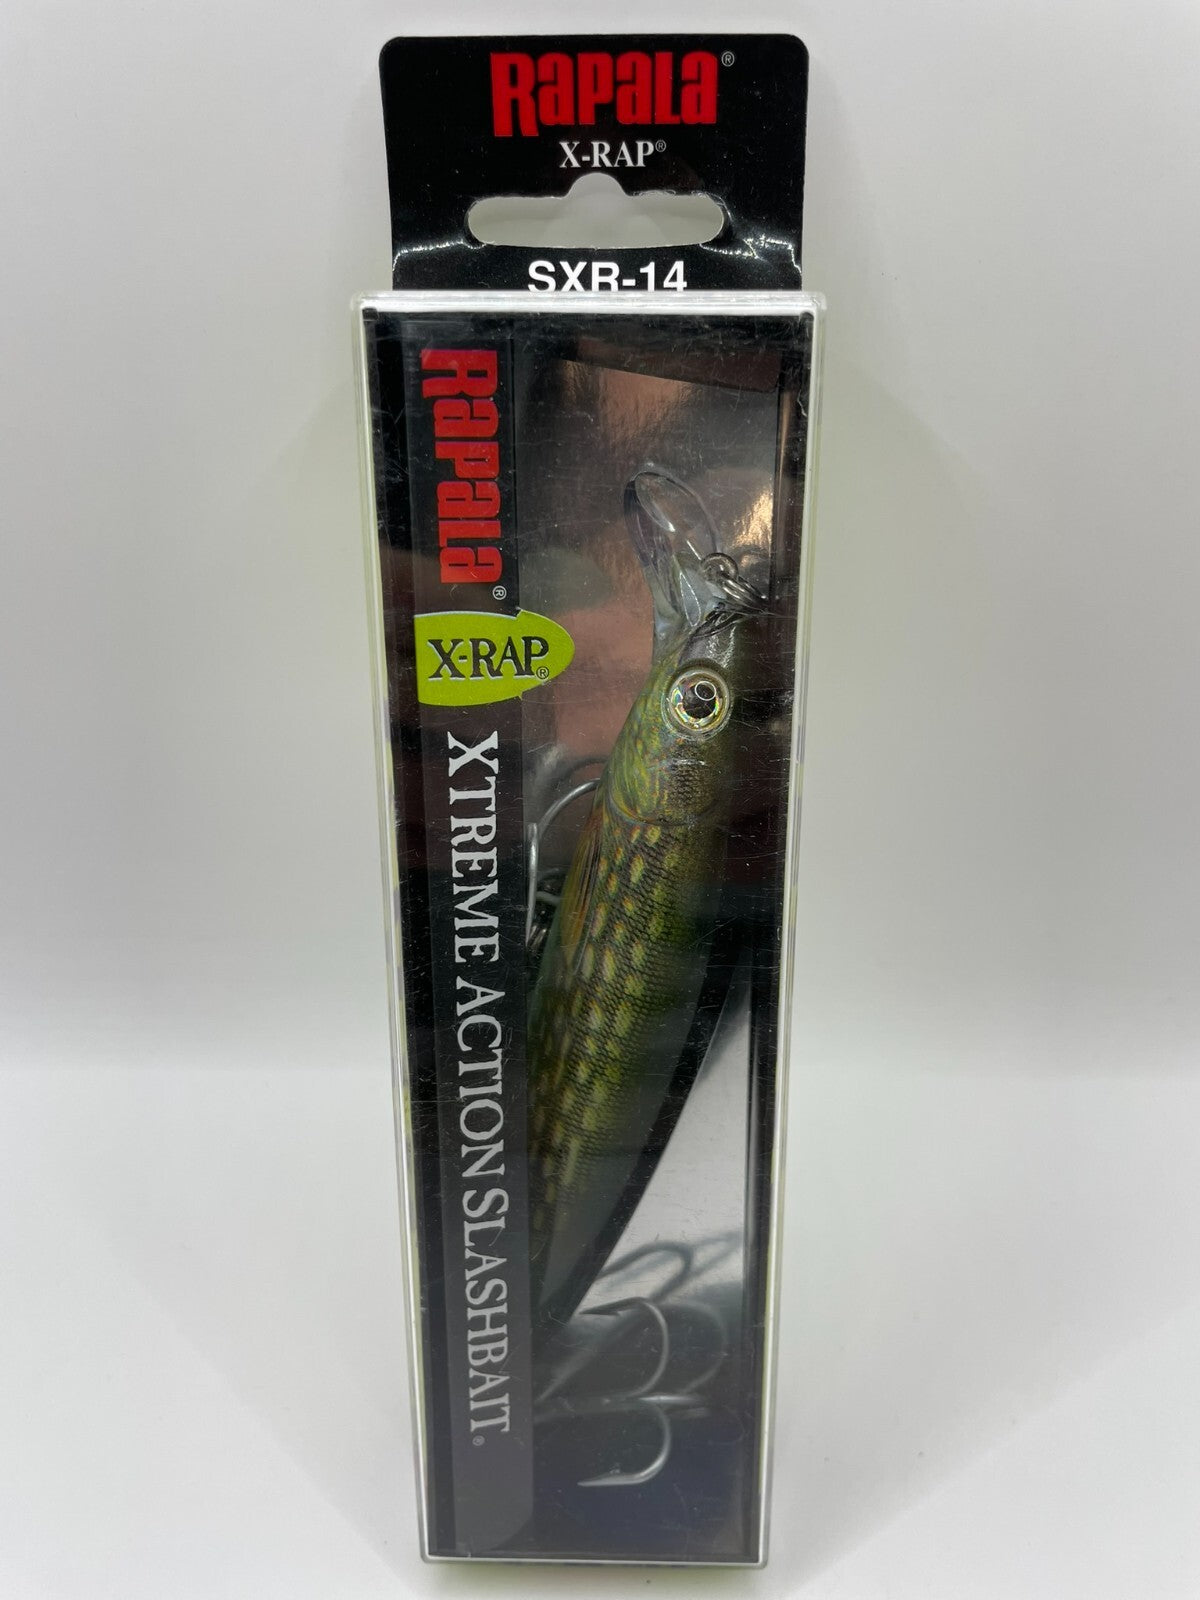 RAPALA®
X-RAP®
SXR-14
RAPALA®
X-RAP®
XTREME ACTION SLASHBAIT®